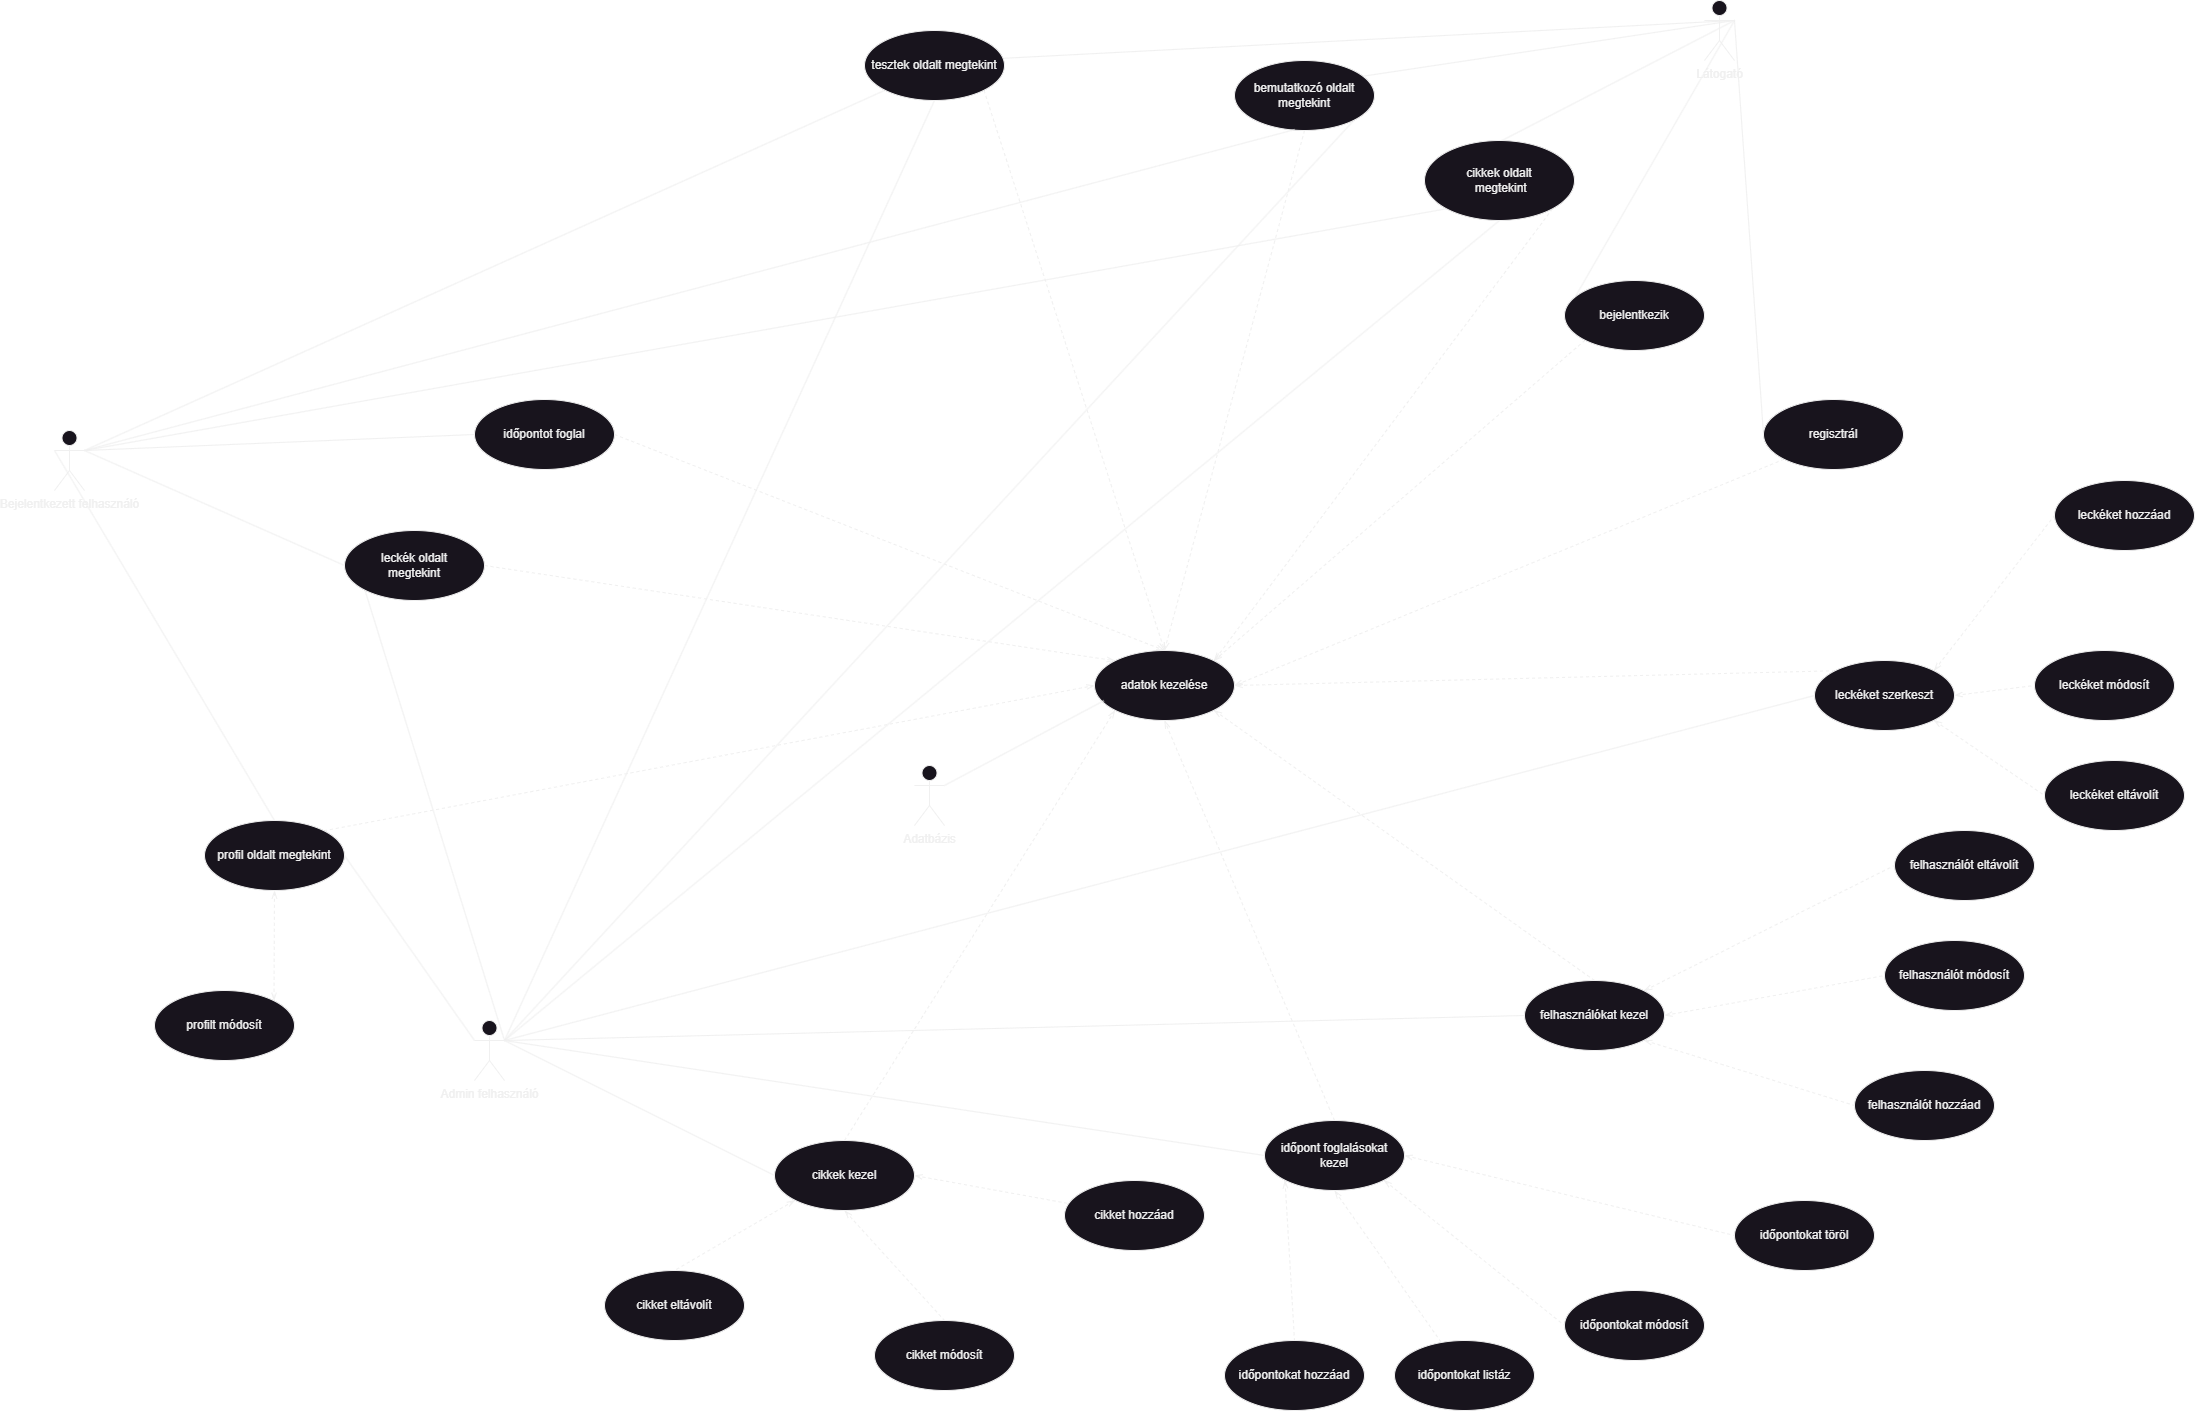 tesztek oldalt megtekint
Látogató
bemutatkozó oldalt
megtekint
cikkek oldalt
megtekint
bejelentkezik
időpontot foglal
regisztrál
Bejelentkezett felhasználó
leckéket hozzáad
leckék oldalt
megtekint
adatok kezelése
leckéket szerkeszt
leckéket módosít
leckéket eltávolít
Adatbázis
profil oldalt megtekint
felhasználót eltávolít
felhasználót módosít
felhasználókat kezel
profilt módosít
Admin felhasználó
felhasználót hozzáad
időpont foglalásokat
kezel
cikkek kezel
cikket hozzáad
időpontokat töröl
cikket eltávolít
időpontokat módosít
cikket módosít
időpontokat hozzáad
időpontokat listáz